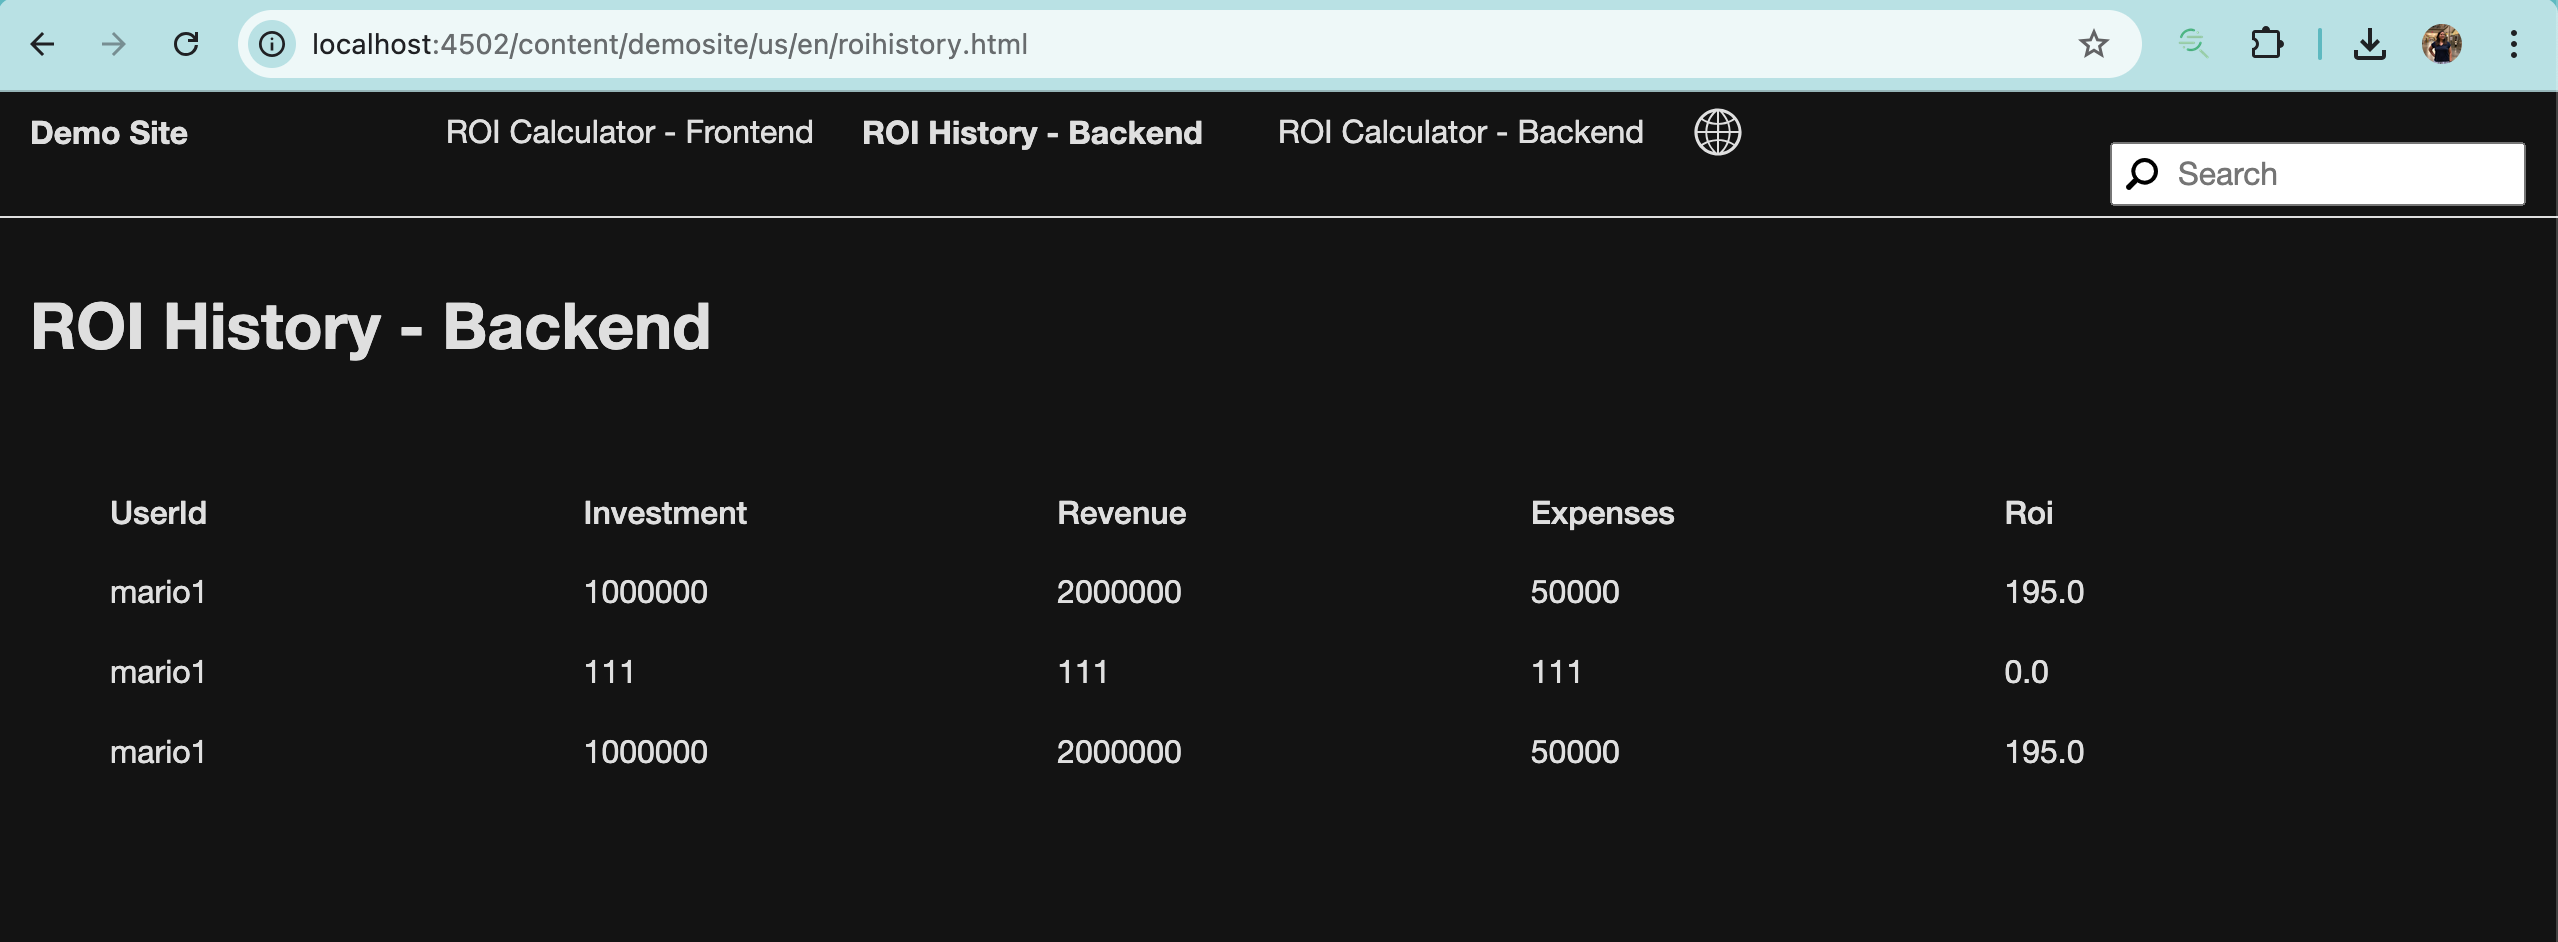 localhost:4502/content/demosite/us/en/roihistory.html
Demo Site ROI Calculator - Frontend ROI History - Backend ROI Calculator - Backend
Search
ROI History - Backend
UserId Investment Revenue Expenses Roi
mario1 1000000 2000000 50000 195.0
mario1 111 111 111 0.0
mario1 1000000 2000000 50000 195.0